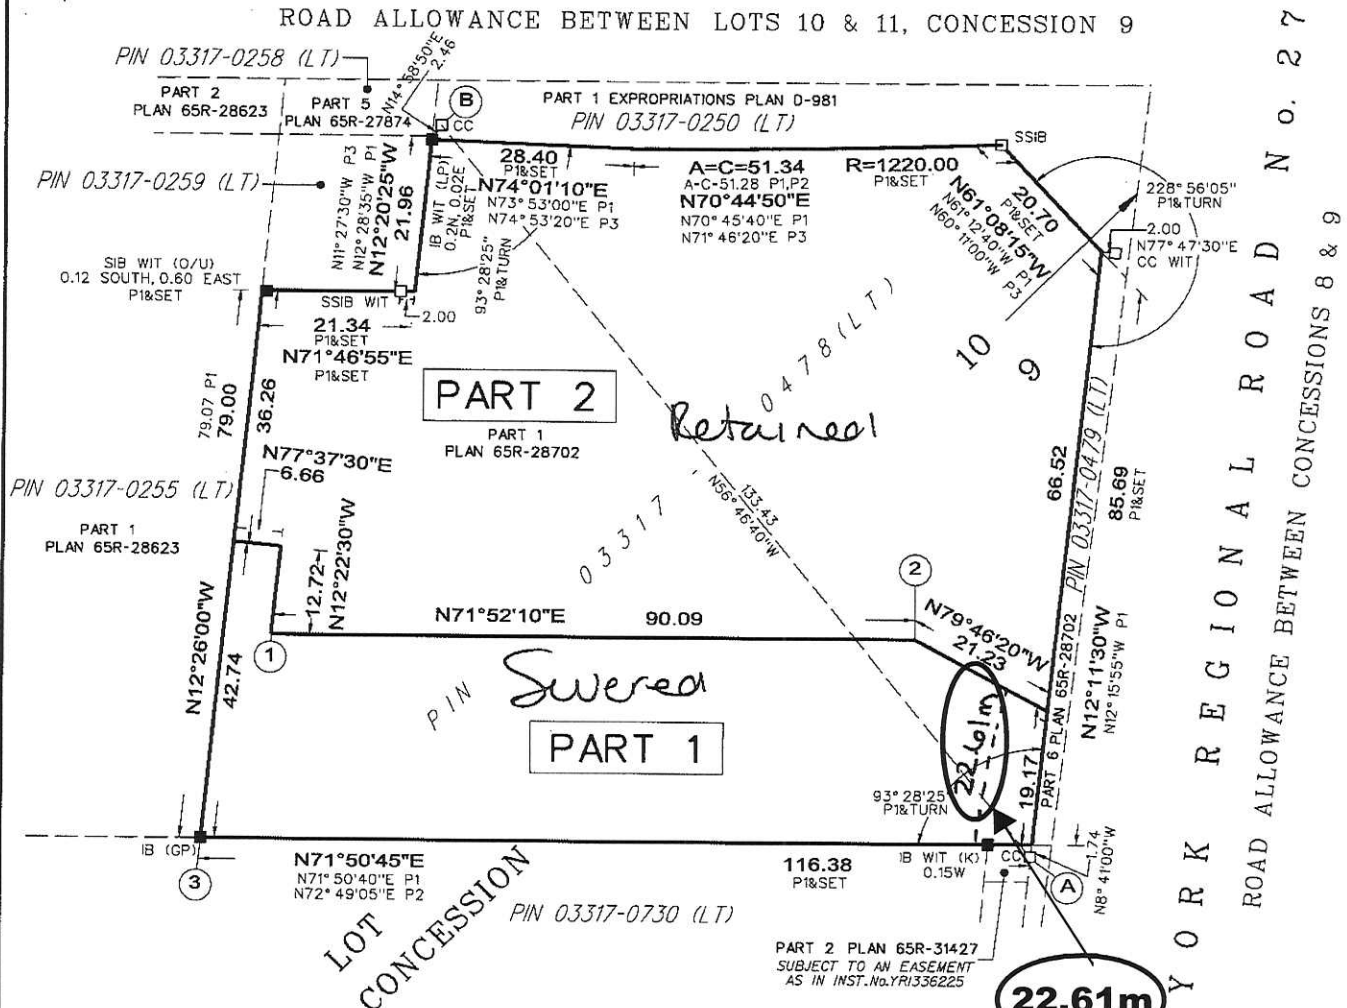 ROAD ALLOWANCE BETWEEN LOTS 10 & 11, CONCESSION 9
PIN 03317-0258 (LT)
PART 2
PLAN 65R-28623
PART 5
PLAN 65R-27874
N14°58'50"E
2.46
B
CC
PART 1 EXPROPRIATIONS PLAN D-981
PIN 03317-0250 (LT)
SSIB
PIN 03317-0259 (LT)
N11°27'30"W P3
N12°28'35"W P1
N12°20'25"W
21.96
IB WIT (LP)
0.2N, 0.02E
P1&SET
93°28'25"
P1&TURN
28.40
P1&SET
N74°01'10"E
N73°53'00"E P1
N74°53'20"E P3
A=C=51.34
A-C-51.28 P1,P2
N70°44'50"E
N70°45'40"E P1
N71°46'20"E P3
R=1220.00
P1&SET
20.70
P1&SET
N61°08'15"W
N61°12'40"W P1
N60°11'00"W P3
228°56'05"
P1&TURN
2.00
N77°47'30"E
CC WIT
SIB WIT (O/U)
0.12 SOUTH, 0.60 EAST
P1&SET
SSIB WIT
2.00
21.34
P1&SET
N71°46'55"E
P1&SET
10
9
79.07 P1
79.00
36.26
PART 2
PART 1
PLAN 65R-28702
Retained
N77°37'30"E
6.66
PIN 03317-0255 (LT)
PART 1
PLAN 65R-28623
12.72
N12°22'30"W
133.43
N56°46'40"W
PIN 03317 - 0478 (LT)
66.52
85.69
P1&SET
PIN 03317-0479 (LT)
N71°52'10"E
90.09
1
2
N79°46'20"W
21.23
N12°11'30"W
N12°15'55"W P1
PART 6 PLAN 65R-28702
N12°26'00"W
42.74
Severed
PART 1
22.61m
19.17
93°28'25"
P1&TURN
IB (GP)
3
N71°50'45"E
N71°50'40"E P1
N72°49'05"E P2
116.38
P1&SET
IB WIT (K)
0.15W
CC
A
1.74
N8°41'00"W
LOT
CONCESSION
PIN 03317-0730 (LT)
PART 2 PLAN 65R-31427
SUBJECT TO AN EASEMENT
AS IN INST.No.YR1336225
22.61m
YORK REGIONAL ROAD No. 27
ROAD ALLOWANCE BETWEEN CONCESSIONS 8 & 9